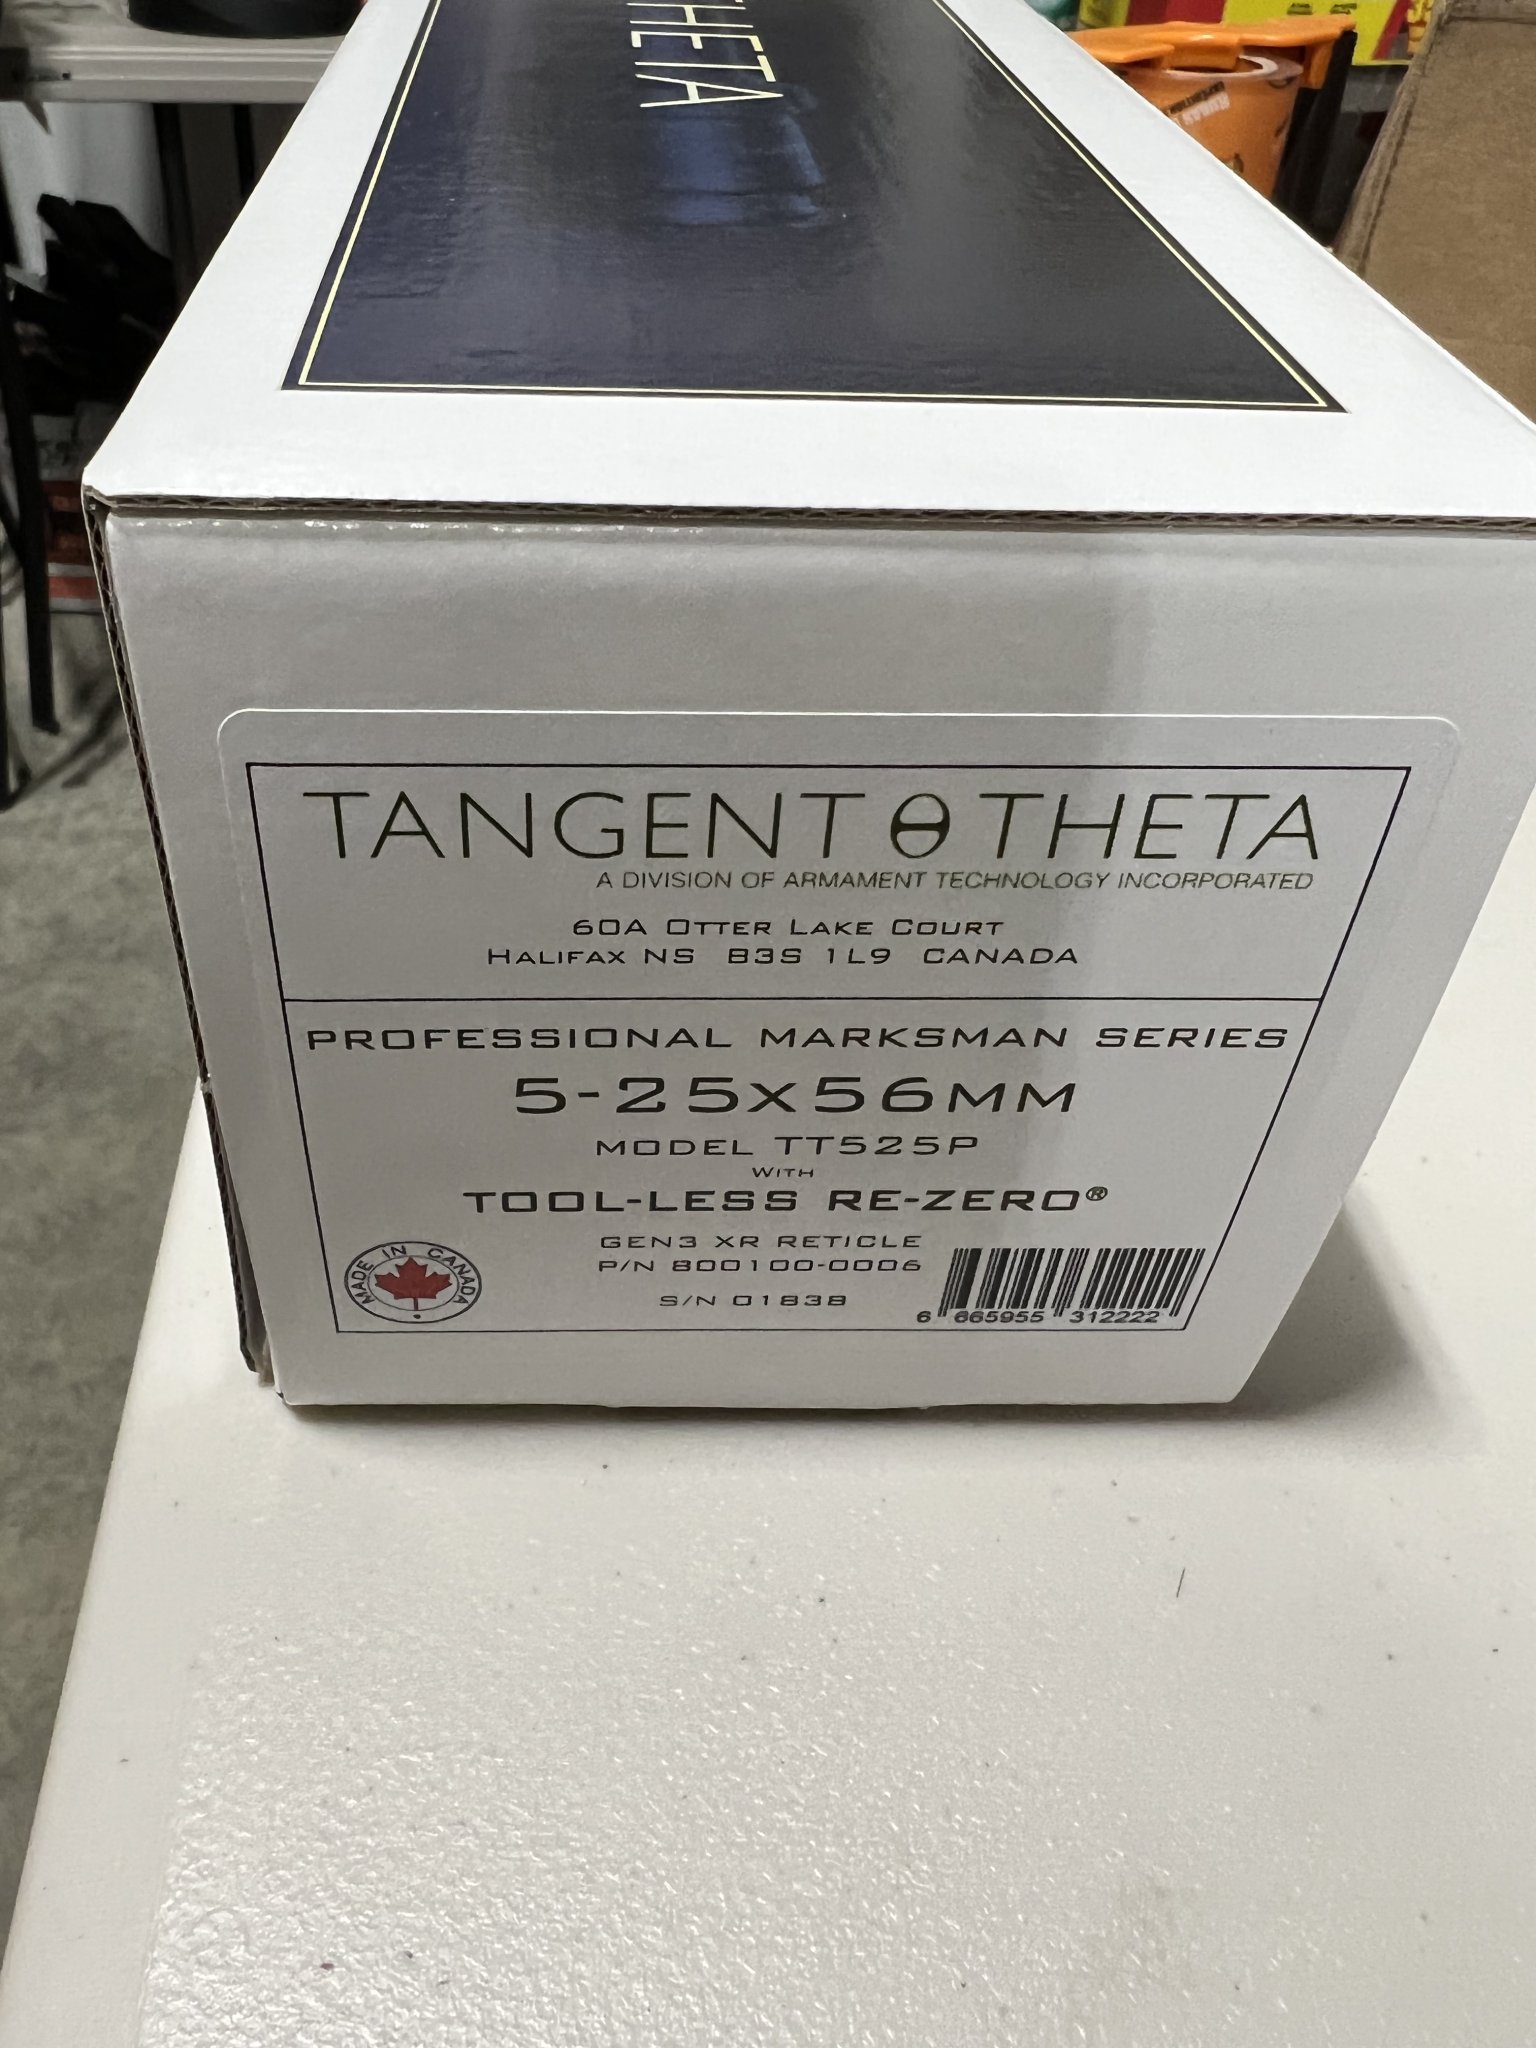 THETA
TANGENT θ THETA
A DIVISION OF ARMAMENT TECHNOLOGY INCORPORATED
60A OTTER LAKE COURT
HALIFAX NS B3S 1L9 CANADA
PROFESSIONAL MARKSMAN SERIES
5-25x56MM
MODEL TT525P
WITH
TOOL-LESS RE-ZERO®
GEN3 XR RETICLE
P/N 800100-0006
S/N 01838
MADE IN CANADA
6 665955 312222